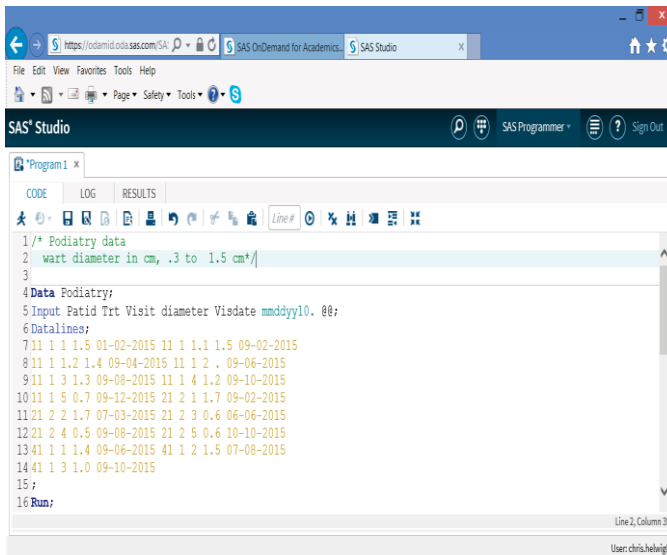 https://odamid.oda.sas.com/SA:
SAS OnDemand for Academics...
SAS Studio
x
File Edit View Favorites Tools Help
Page Safety Tools
SAS® Studio
SAS Programmer
Sign Out
*Program 1 x
CODE LOG RESULTS
Line #
1 /* Podiatry data
2 wart diameter in cm, .3 to 1.5 cm*/
3
4 Data Podiatry;
5 Input Patid Trt Visit diameter Visdate mmddyy10. @@;
6 Datalines;
7 11 1 1 1.5 01-02-2015 11 1 1.1 1.5 09-02-2015
8 11 1 1.2 1.4 09-04-2015 11 1 2 . 09-06-2015
9 11 1 3 1.3 09-08-2015 11 1 4 1.2 09-10-2015
10 11 1 5 0.7 09-12-2015 21 2 1 1.7 09-02-2015
11 21 2 2 1.7 07-03-2015 21 2 3 0.6 06-06-2015
12 21 2 4 0.5 09-08-2015 21 2 5 0.6 10-10-2015
13 41 1 1 1.4 09-06-2015 41 1 2 1.5 07-08-2015
14 41 1 3 1.0 09-10-2015
15 ;
16 Run;
Line 2, Column 3
User: chris.helwig